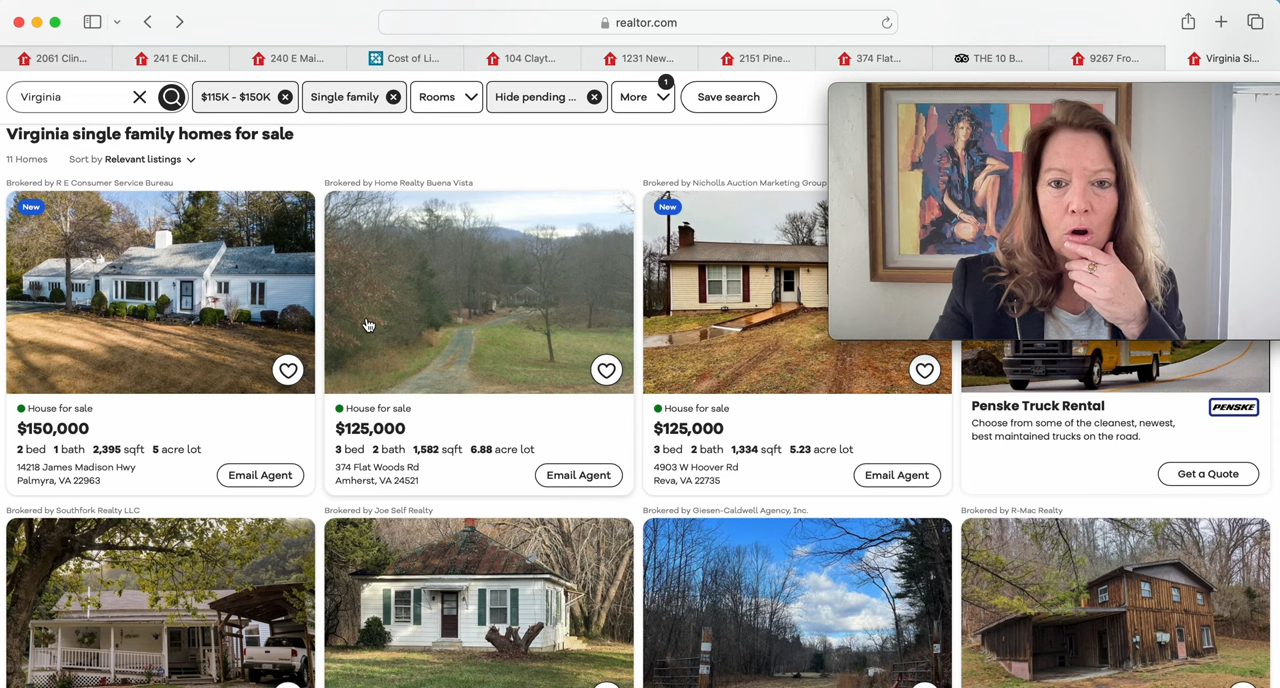 realtor.com
2061 Clin...
241 E Chil...
240 E Mai...
Cost of Li...
104 Clayt...
1231 New...
2151 Pine...
374 Flat...
THE 10 B...
9267 Fro...
Virginia Si...
Virginia
$115K - $150K
Single family
Rooms
Hide pending ...
More
1
Save search
Virginia single family homes for sale
11 Homes
Sort by Relevant listings
Brokered by R E Consumer Service Bureau
New
House for sale
$150,000
2 bed 1 bath 2,395 sqft 5 acre lot
14218 James Madison Hwy
Palmyra, VA 22963
Email Agent
Brokered by Home Realty Buena Vista
House for sale
$125,000
3 bed 2 bath 1,582 sqft 6.88 acre lot
374 Flat Woods Rd
Amherst, VA 24521
Email Agent
Brokered by Nicholls Auction Marketing Group
New
House for sale
$125,000
3 bed 2 bath 1,334 sqft 5.23 acre lot
4903 W Hoover Rd
Reva, VA 22735
Email Agent
Penske Truck Rental
PENSKE
Choose from some of the cleanest, newest,
best maintained trucks on the road.
Get a Quote
Brokered by Southfork Realty LLC
Brokered by Joe Self Realty
Brokered by Giesen-Caldwell Agency, Inc.
Brokered by R-Mac Realty